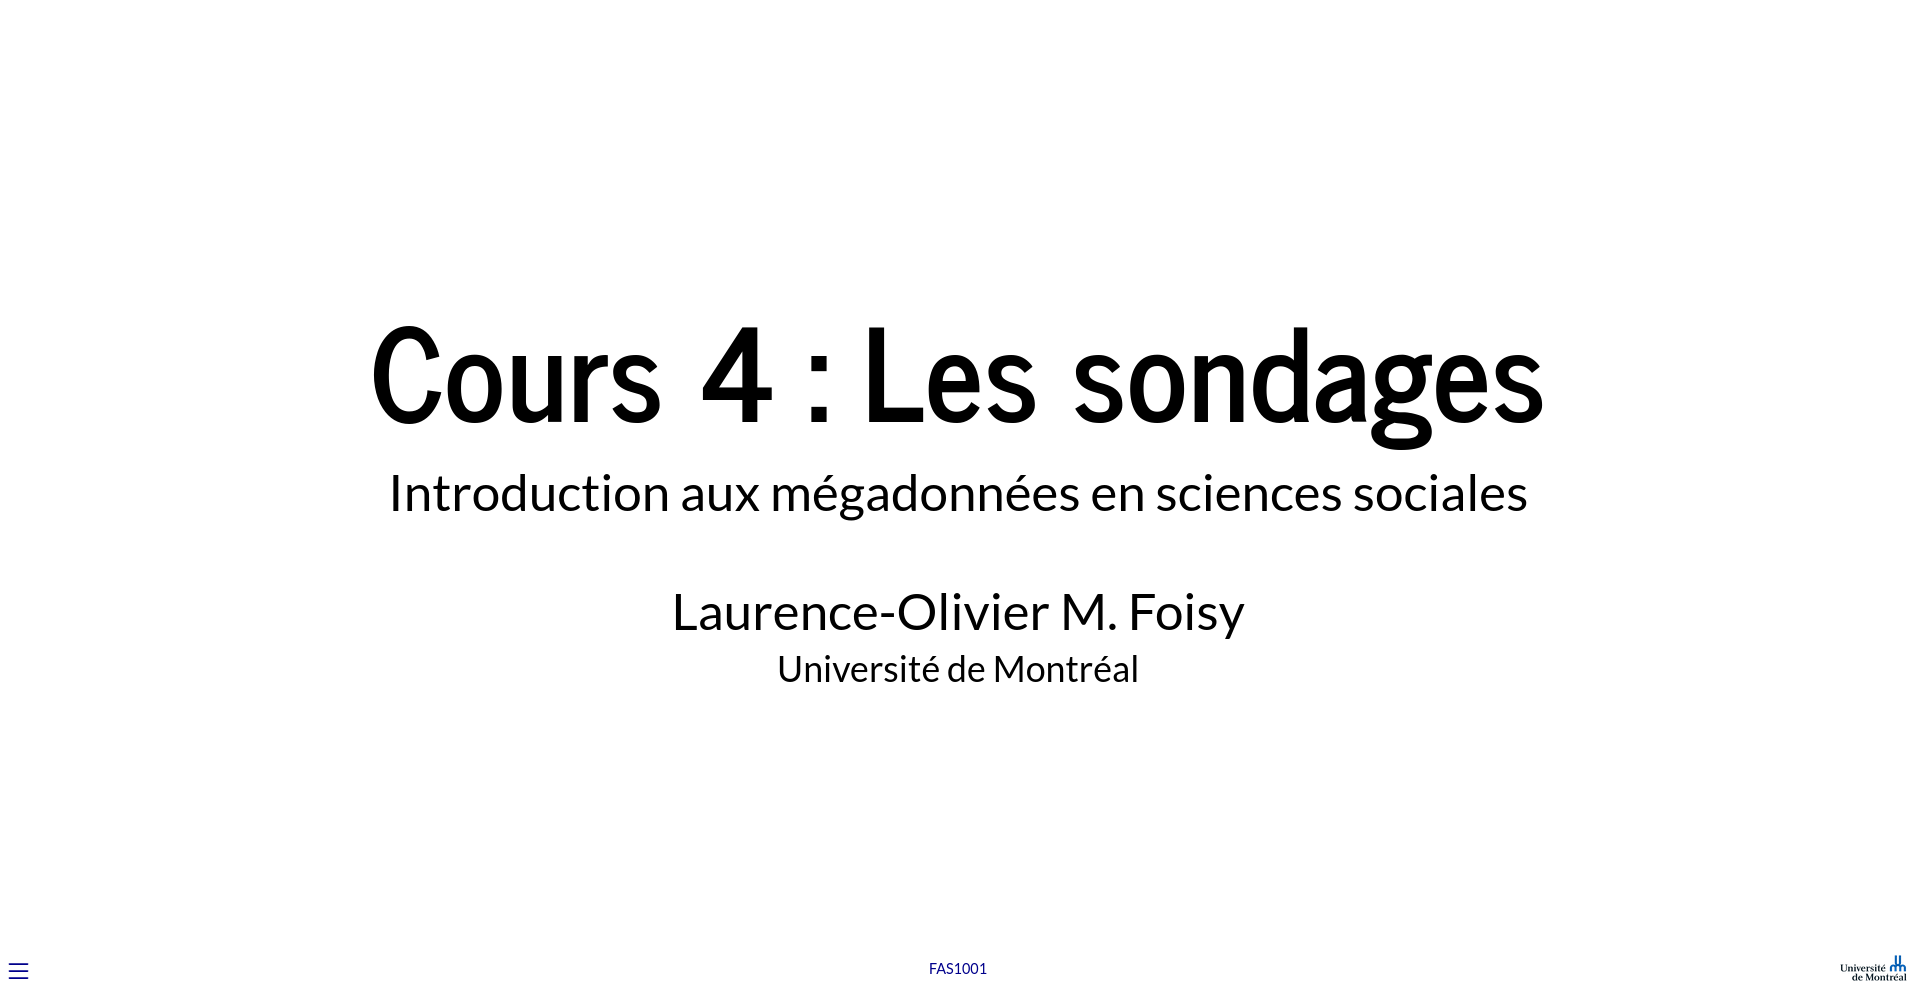 Cours 4 : Les sondages
Introduction aux mégadonnées en sciences sociales
Laurence-Olivier M. Foisy
Université de Montréal
FAS1001
Université
de Montréal